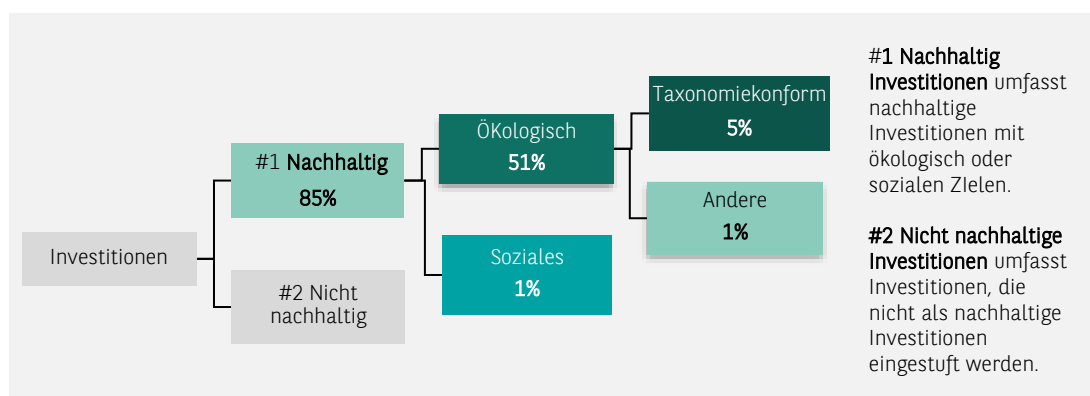 Investitionen
#1 Nachhaltig
85%
#2 Nicht
nachhaltig
ÖKologisch
51%
Soziales
1%
Taxonomiekonform
5%
Andere
1%
#1 Nachhaltig
Investitionen umfasst
nachhaltige
Investitionen mit
ökologisch oder
sozialen ZIelen.
#2 Nicht nachhaltige
Investitionen umfasst
Investitionen, die
nicht als nachhaltige
Investitionen
eingestuft werden.